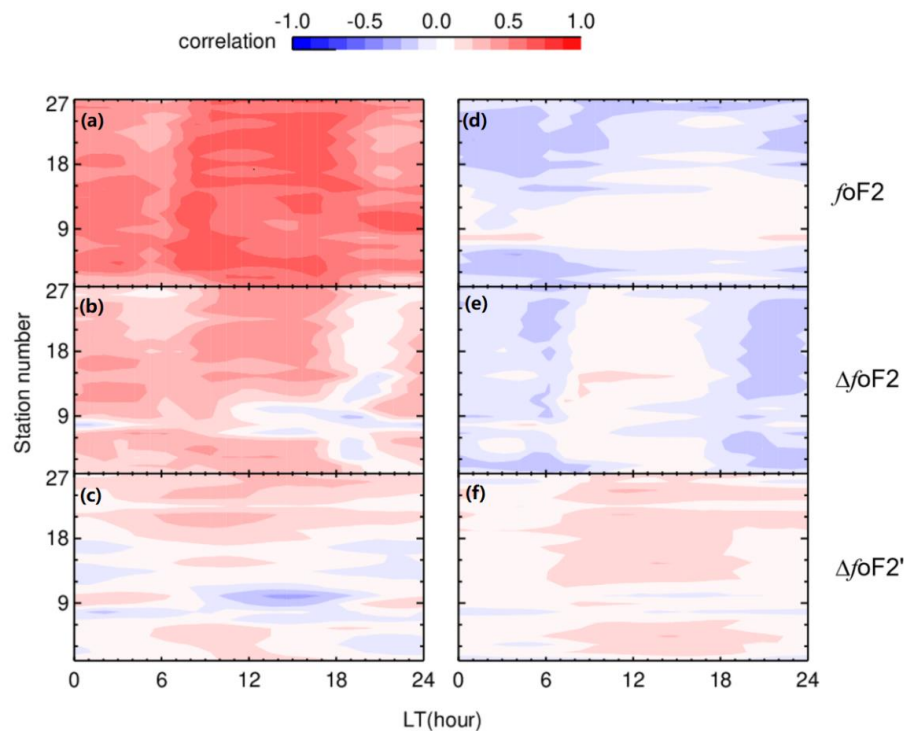 -1.0 -0.5 0.0 0.5 1.0
correlation
27 (a) (d)
18
9
foF2
27 (b) (e)
18
9
ΔfoF2
27 (c) (f)
18
9
ΔfoF2'
0 6 12 18 24 0 6 12 18 24
Station number
LT(hour)